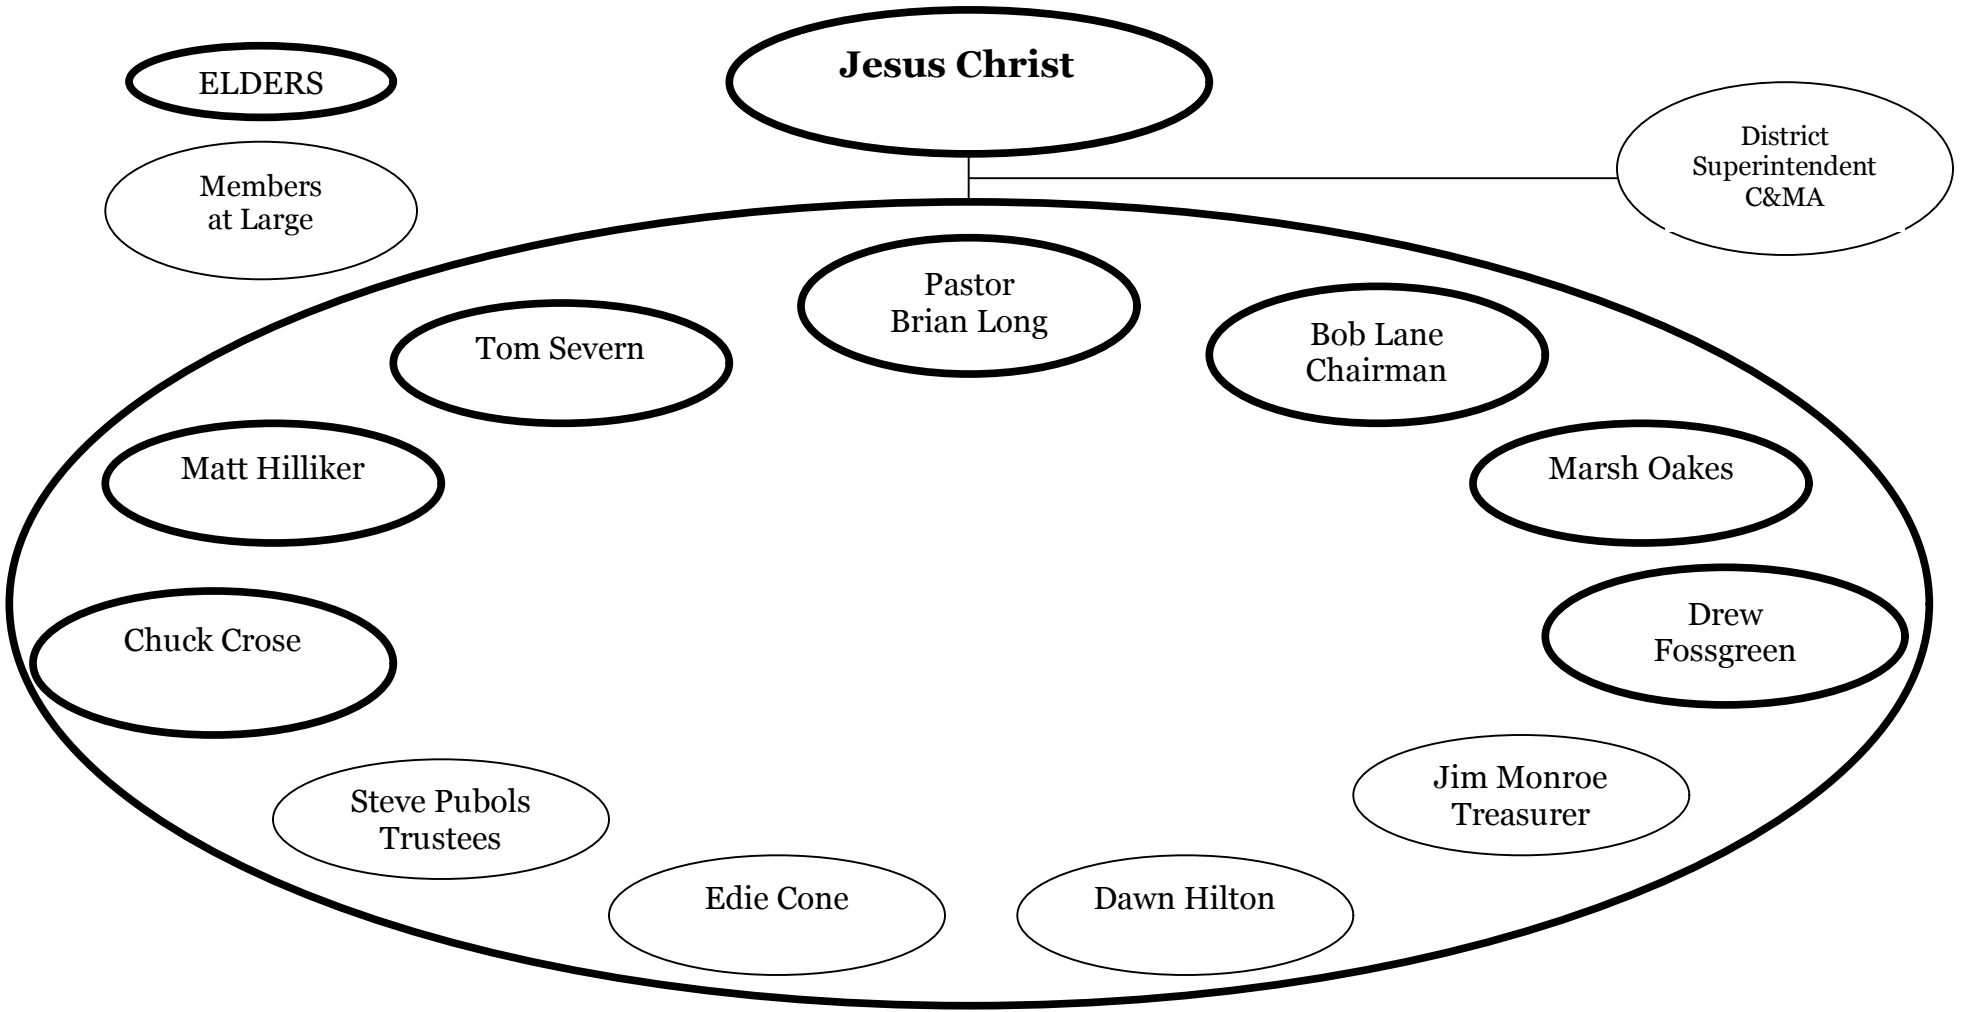 Jesus Christ
ELDERS
Members
at Large
District
Superintendent
C&MA
Pastor
Brian Long
Tom Severn
Bob Lane
Chairman
Matt Hilliker
Marsh Oakes
Chuck Crose
Drew
Fossgreen
Steve Pubols
Trustees
Jim Monroe
Treasurer
Edie Cone
Dawn Hilton